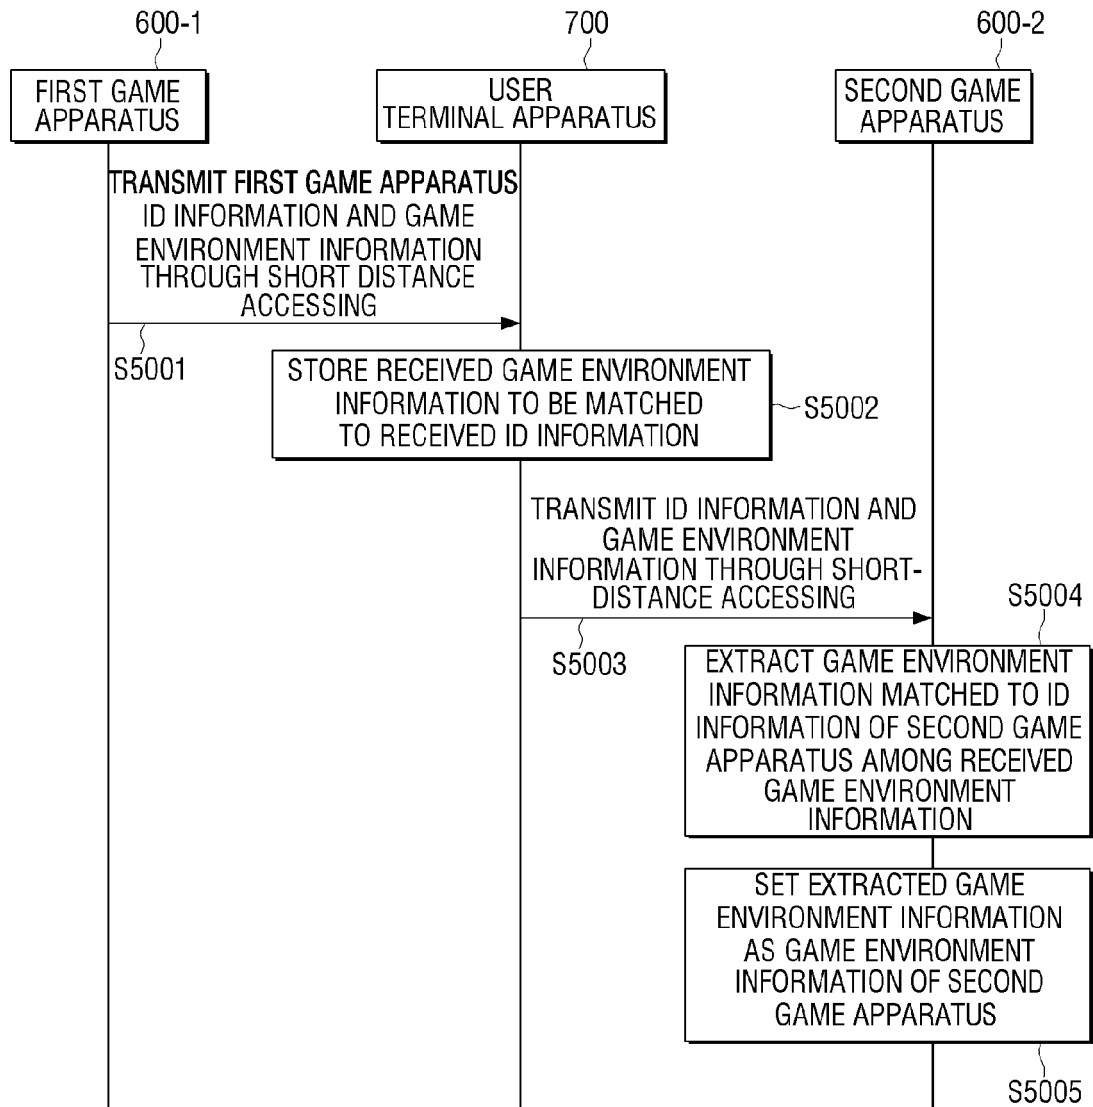 600-1
700
600-2
FIRST GAME
APPARATUS
USER
TERMINAL APPARATUS
SECOND GAME
APPARATUS
TRANSMIT FIRST GAME APPARATUS
ID INFORMATION AND GAME
ENVIRONMENT INFORMATION
THROUGH SHORT DISTANCE
ACCESSING
S5001
STORE RECEIVED GAME ENVIRONMENT
INFORMATION TO BE MATCHED
TO RECEIVED ID INFORMATION
S5002
TRANSMIT ID INFORMATION AND
GAME ENVIRONMENT
INFORMATION THROUGH SHORT-
DISTANCE ACCESSING
S5003
S5004
EXTRACT GAME ENVIRONMENT
INFORMATION MATCHED TO ID
INFORMATION OF SECOND GAME
APPARATUS AMONG RECEIVED
GAME ENVIRONMENT
INFORMATION
SET EXTRACTED GAME
ENVIRONMENT INFORMATION
AS GAME ENVIRONMENT
INFORMATION OF SECOND
GAME APPARATUS
S5005